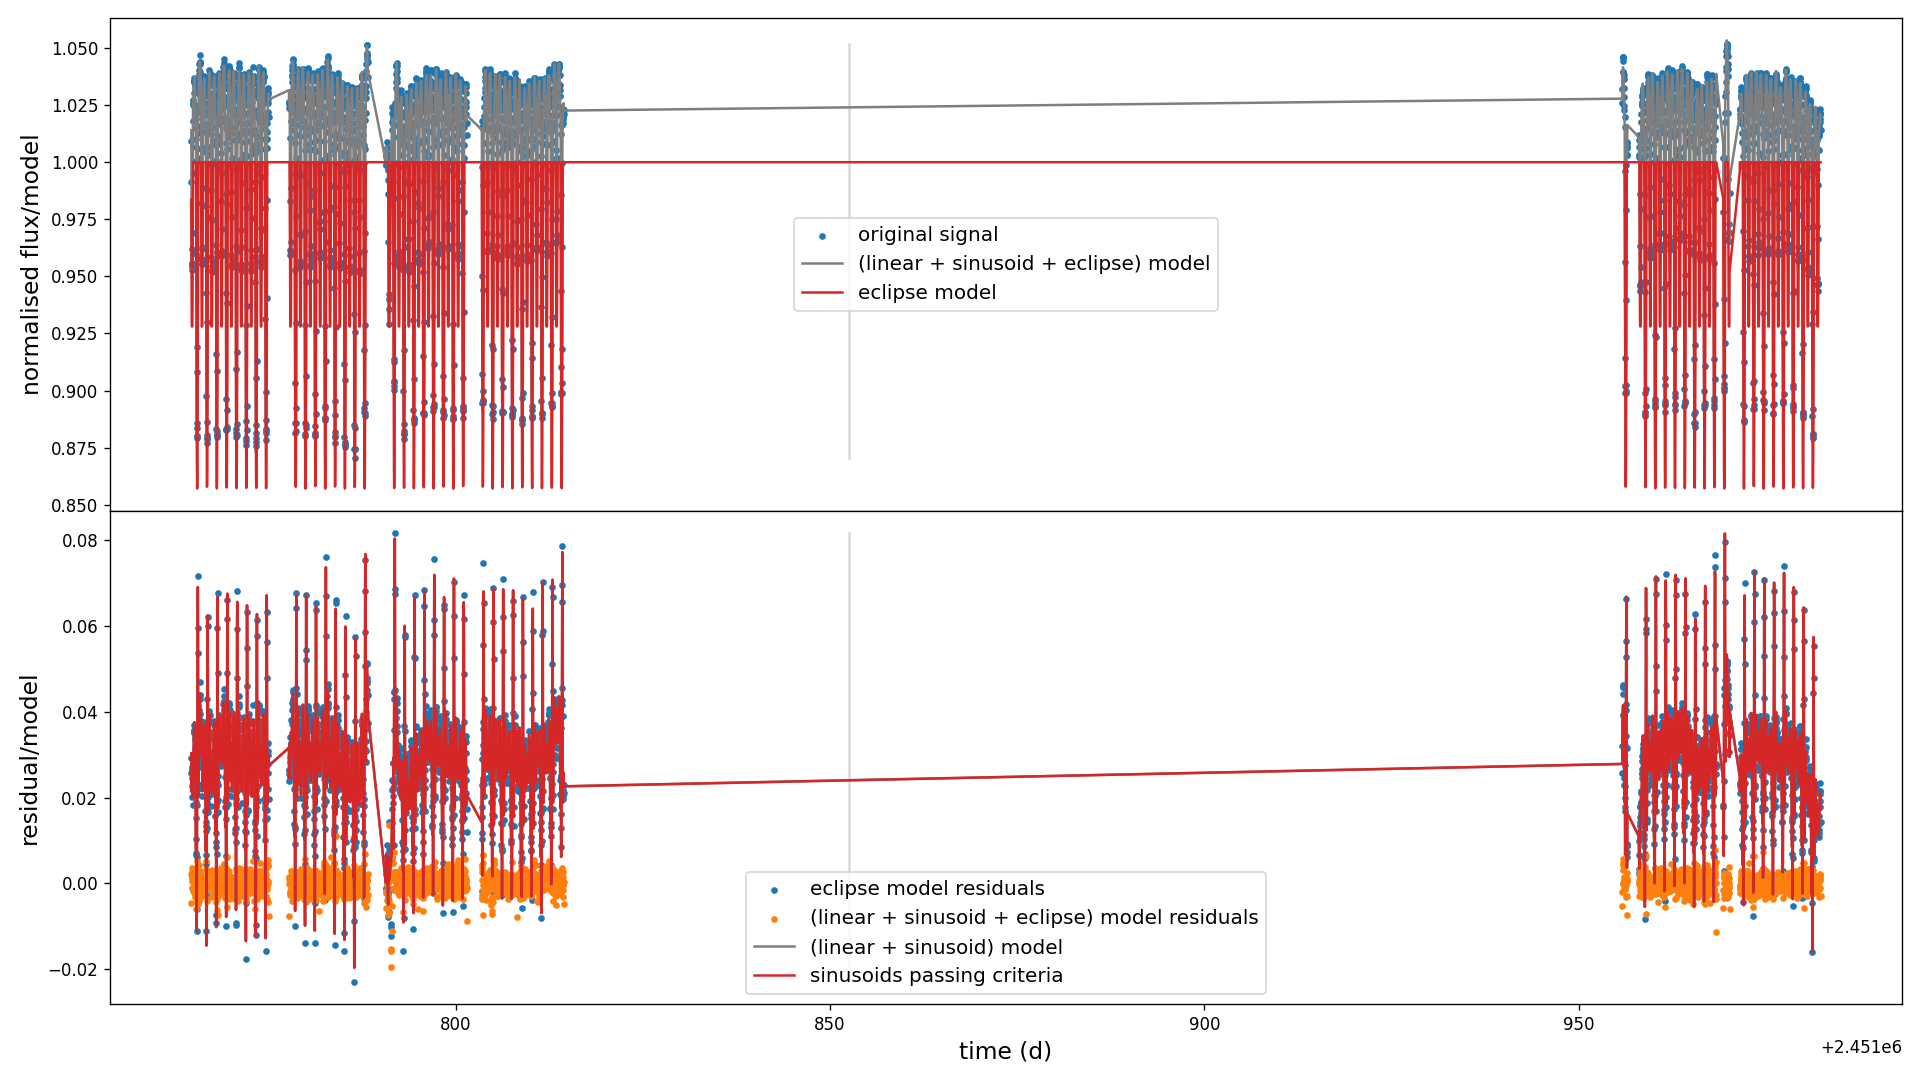 normalised flux/model
1.050
1.025
1.000
0.975
0.950
0.925
0.900
0.875
0.850
original signal
(linear + sinusoid + eclipse) model
eclipse model
residual/model
0.08
0.06
0.04
0.02
0.00
−0.02
eclipse model residuals
(linear + sinusoid + eclipse) model residuals
(linear + sinusoid) model
sinusoids passing criteria
800
850
900
950
time (d)
+2.451e6